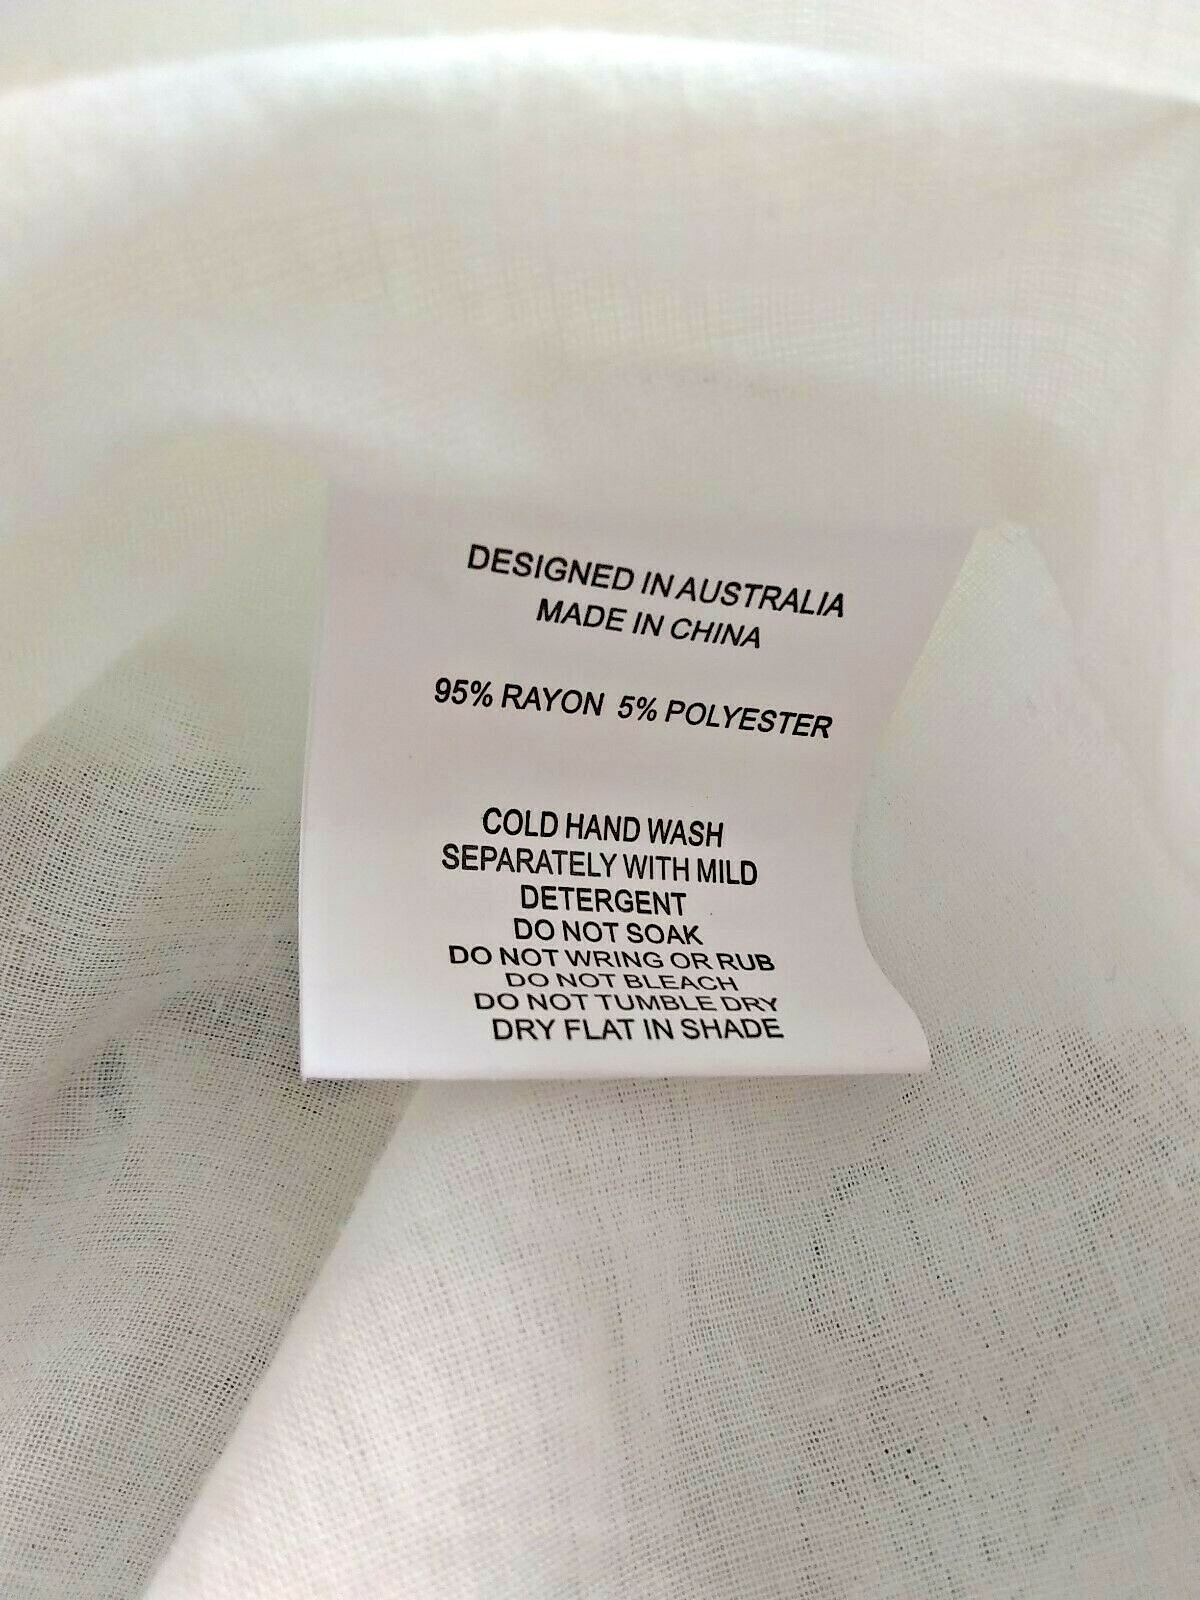 DESIGNED IN AUSTRALIA
MADE IN CHINA
95% RAYON 5% POLYESTER
COLD HAND WASH
SEPARATELY WITH MILD
DETERGENT
DO NOT SOAK
DO NOT WRING OR RUB
DO NOT BLEACH
DO NOT TUMBLE DRY
DRY FLAT IN SHADE